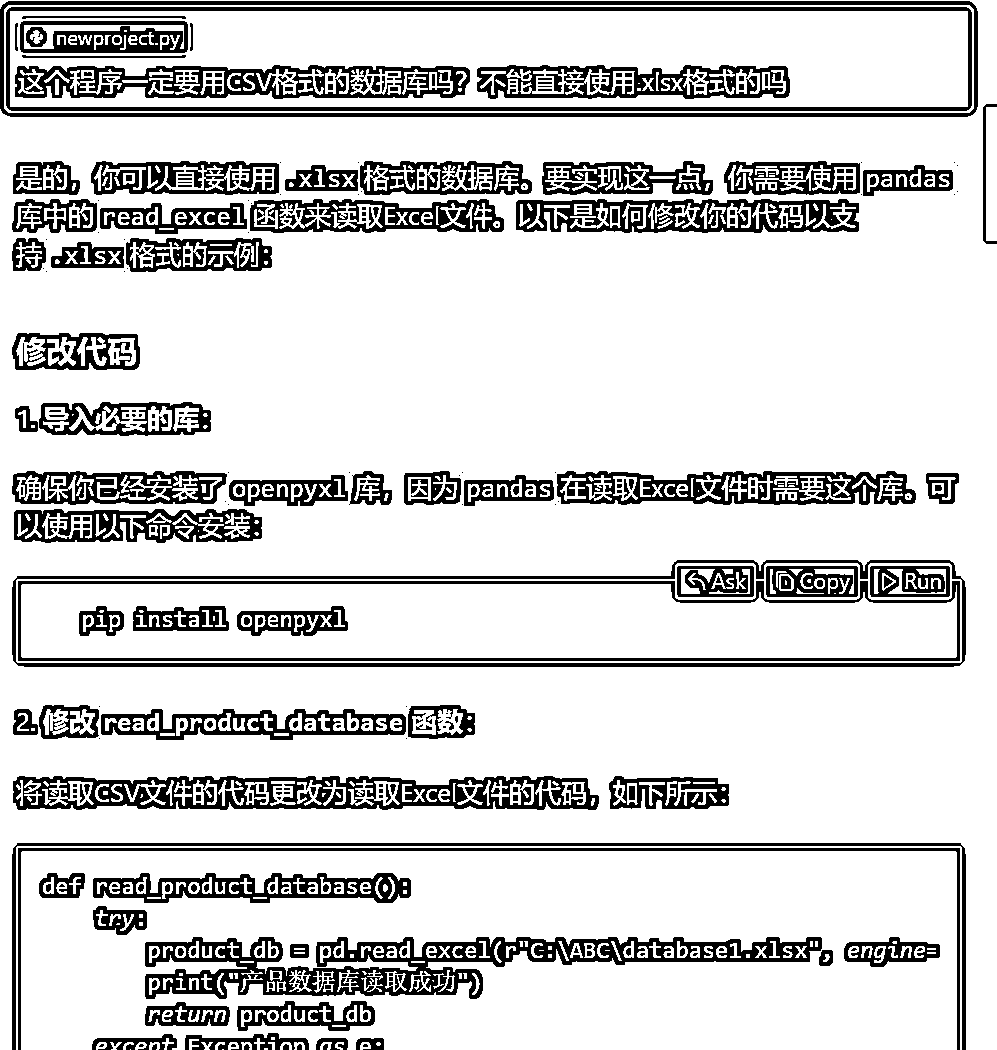 newproject.py
这个程序一定要用CSV格式的数据库吗？不能直接使用.xlsx格式的吗
是的，你可以直接使用 .xlsx 格式的数据库。要实现这一点，你需要使用 pandas
库中的 read_excel 函数来读取Excel文件。以下是如何修改你的代码以支
持 .xlsx 格式的示例：
修改代码
1. 导入必要的库：
确保你已经安装了 openpyxl 库，因为 pandas 在读取Excel文件时需要这个库。可
以使用以下命令安装：
Ask Copy Run
pip install openpyxl
2. 修改 read_product_database 函数：
将读取CSV文件的代码更改为读取Excel文件的代码，如下所示：
def read_product_database():
try:
product_db = pd.read_excel(r"C:\ABC\database1.xlsx", engine=
print("产品数据库读取成功")
return product_db
except Exception as e: